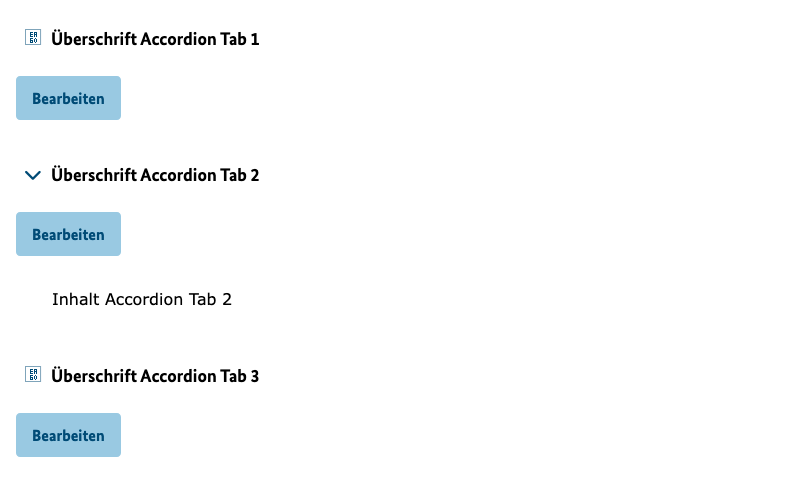 Überschrift Accordion Tab 1
Bearbeiten
Überschrift Accordion Tab 2
Bearbeiten
Inhalt Accordion Tab 2
Überschrift Accordion Tab 3
Bearbeiten